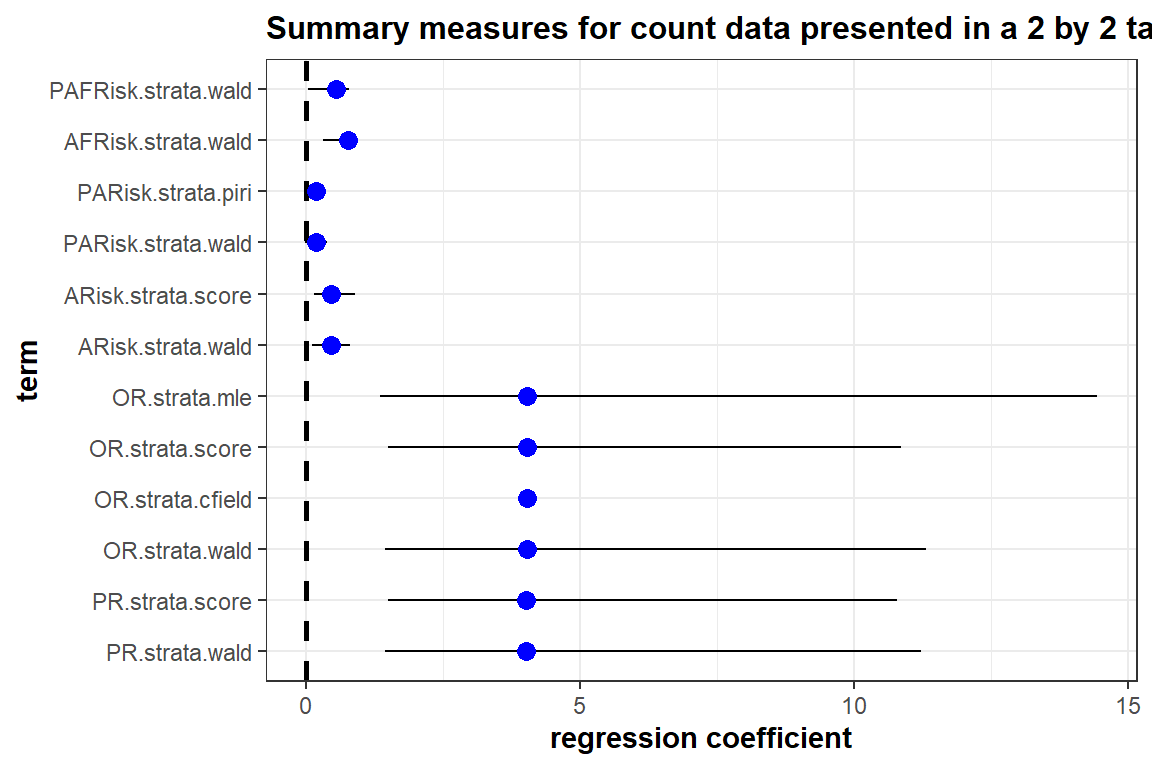 Summary measures for count data presented in a 2 by 2 ta
PAFRisk.strata.wald
AFRisk.strata.wald
PARisk.strata.piri
PARisk.strata.wald
ARisk.strata.score
ARisk.strata.wald
OR.strata.mle
OR.strata.score
OR.strata.cfield
OR.strata.wald
PR.strata.score
PR.strata.wald
term
0 5 10 15
regression coefficient